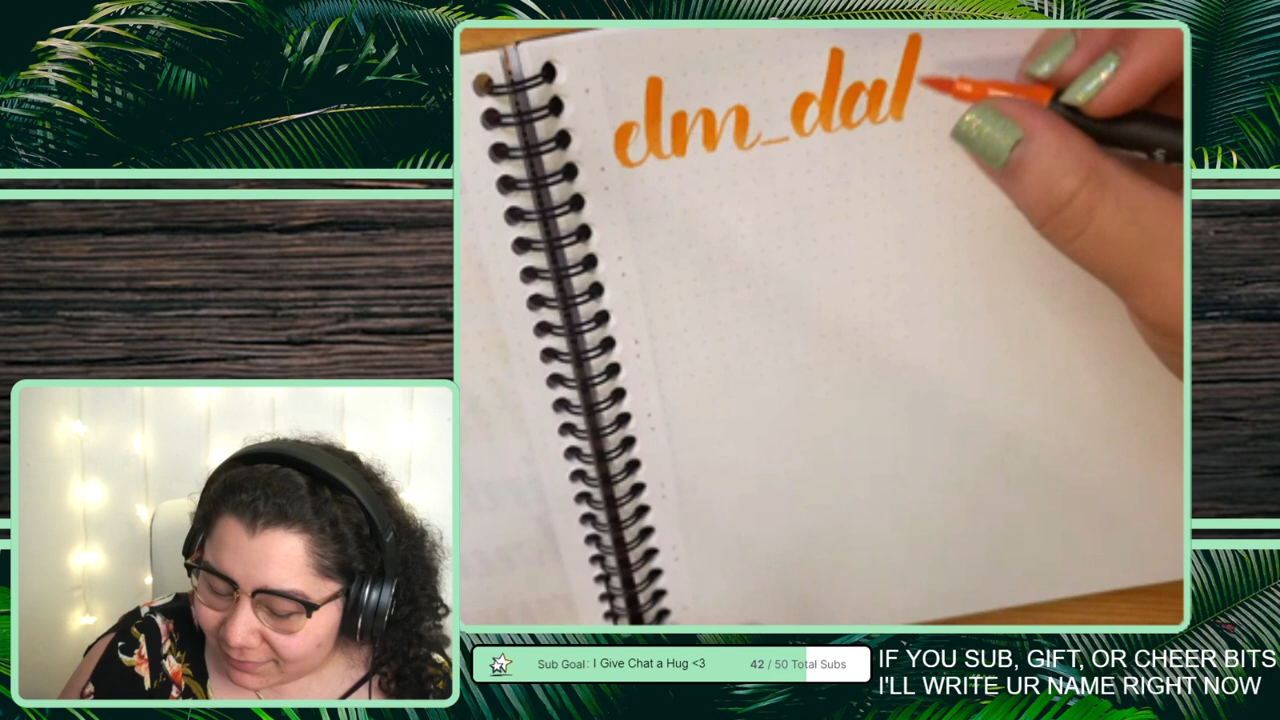 dm_dal
Sub Goal: I Give Chat a Hug <3
42 / 50 Total Subs
IF YOU SUB, GIFT, OR CHEER BITS
I'LL WRITE UR NAME RIGHT NOW